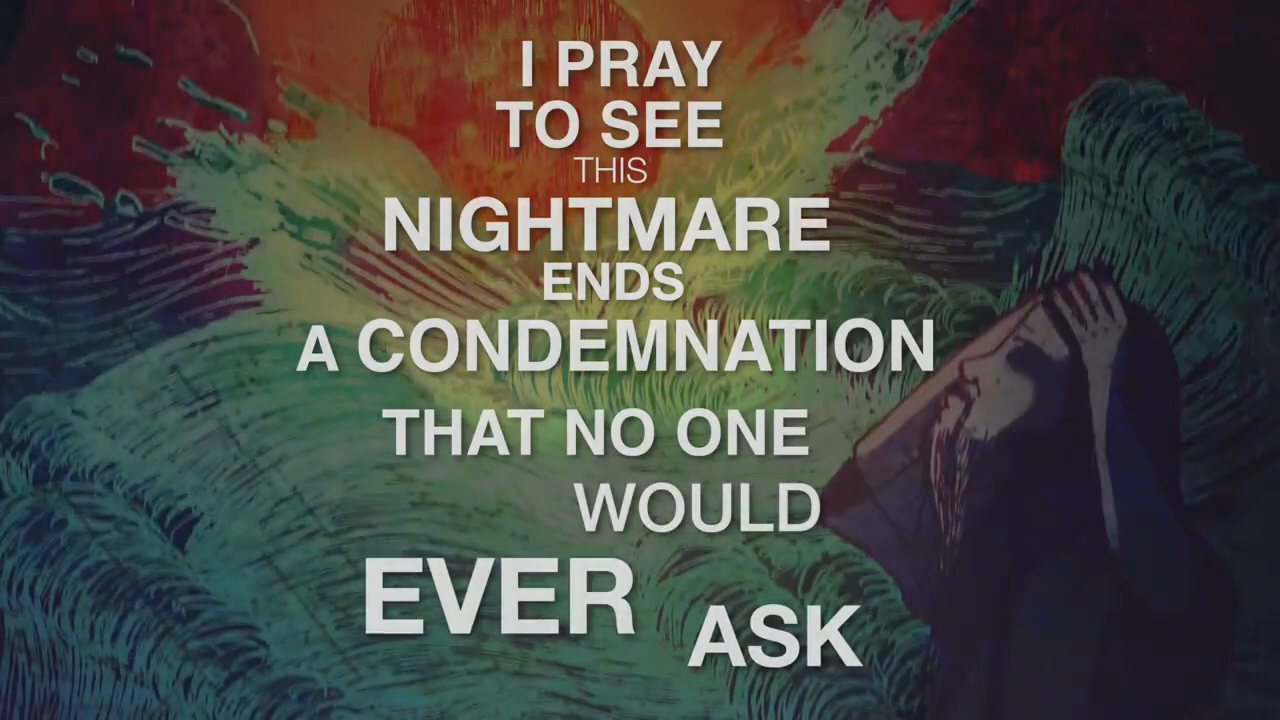 I PRAY
TO SEE
THIS
NIGHTMARE
ENDS
A CONDEMNATION
THAT NO ONE
WOULD
EVER
ASK